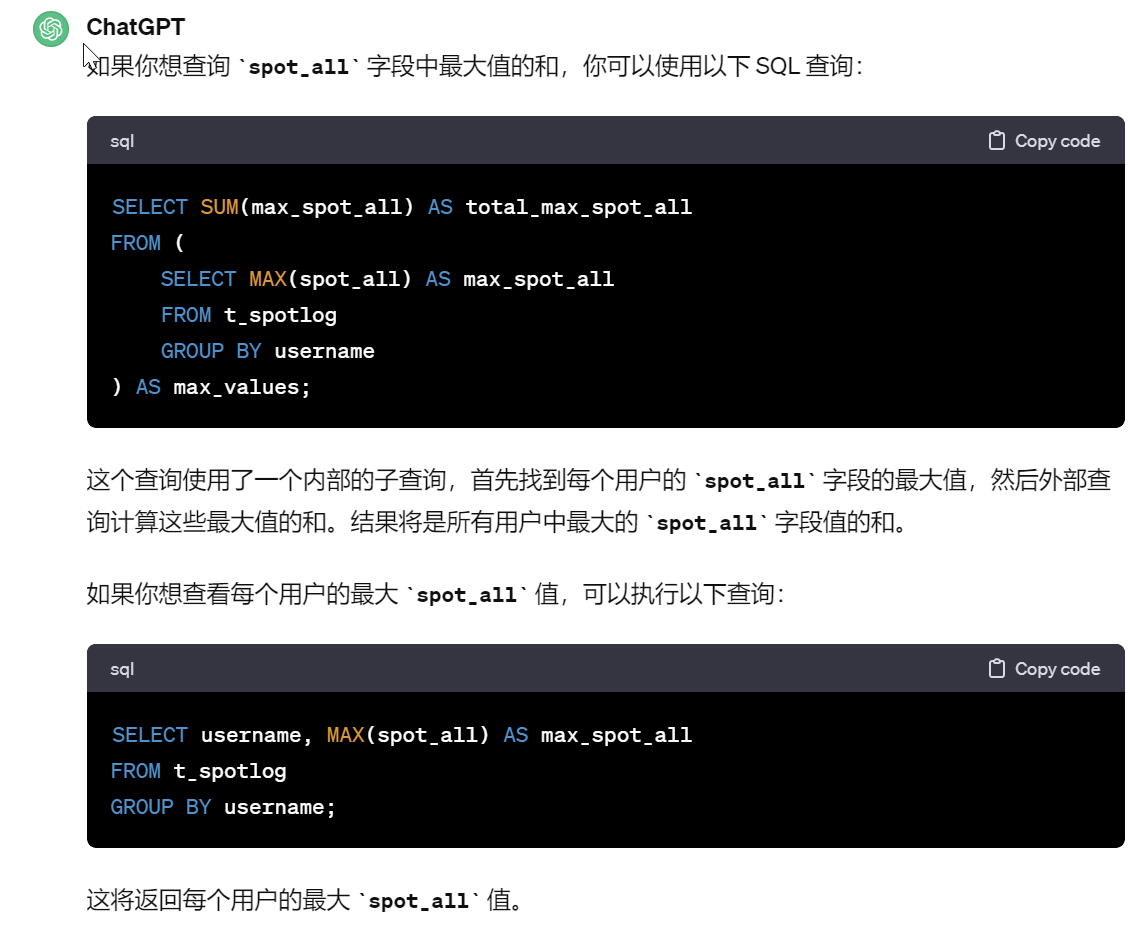 ChatGPT
如果你想查询 `spot_all` 字段中最大值的和，你可以使用以下 SQL 查询：
sql Copy code
SELECT SUM(max_spot_all) AS total_max_spot_all
FROM (
    SELECT MAX(spot_all) AS max_spot_all
    FROM t_spotlog
    GROUP BY username
) AS max_values;
这个查询使用了一个内部的子查询，首先找到每个用户的 `spot_all` 字段的最大值，然后外部查
询计算这些最大值的和。结果将是所有用户中最大的 `spot_all` 字段值的和。
如果你想查看每个用户的最大 `spot_all` 值，可以执行以下查询：
sql Copy code
SELECT username, MAX(spot_all) AS max_spot_all
FROM t_spotlog
GROUP BY username;
这将返回每个用户的最大 `spot_all` 值。